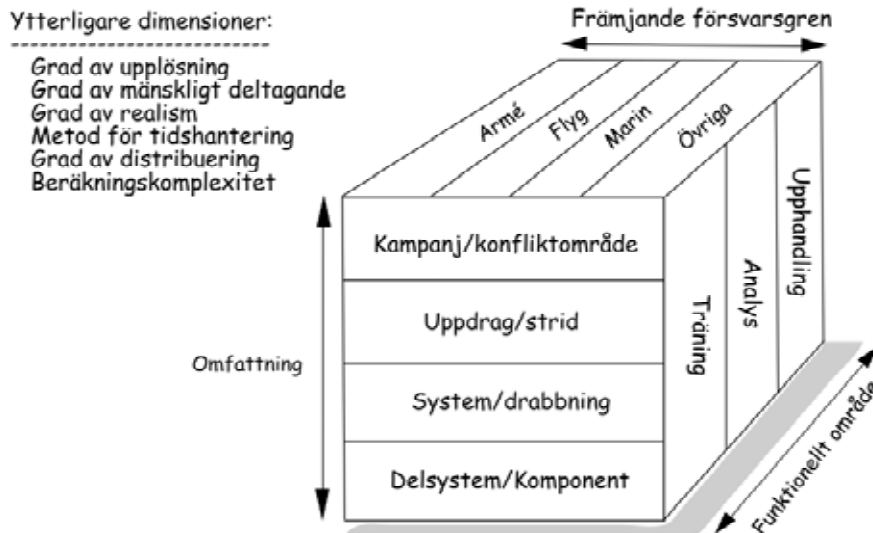 Ytterligare dimensioner:
Grad av upplösning
Grad av mänskligt deltagande
Grad av realism
Metod för tidshantering
Grad av distribuering
Beräkningskomplexitet
Främjande försvarsgren
Armé
Flyg
Marin
Övriga
Omfattning
Kampanj/konfliktområde
Uppdrag/strid
System/drabbning
Delsystem/Komponent
Träning
Analys
Upphandling
Funktionellt område